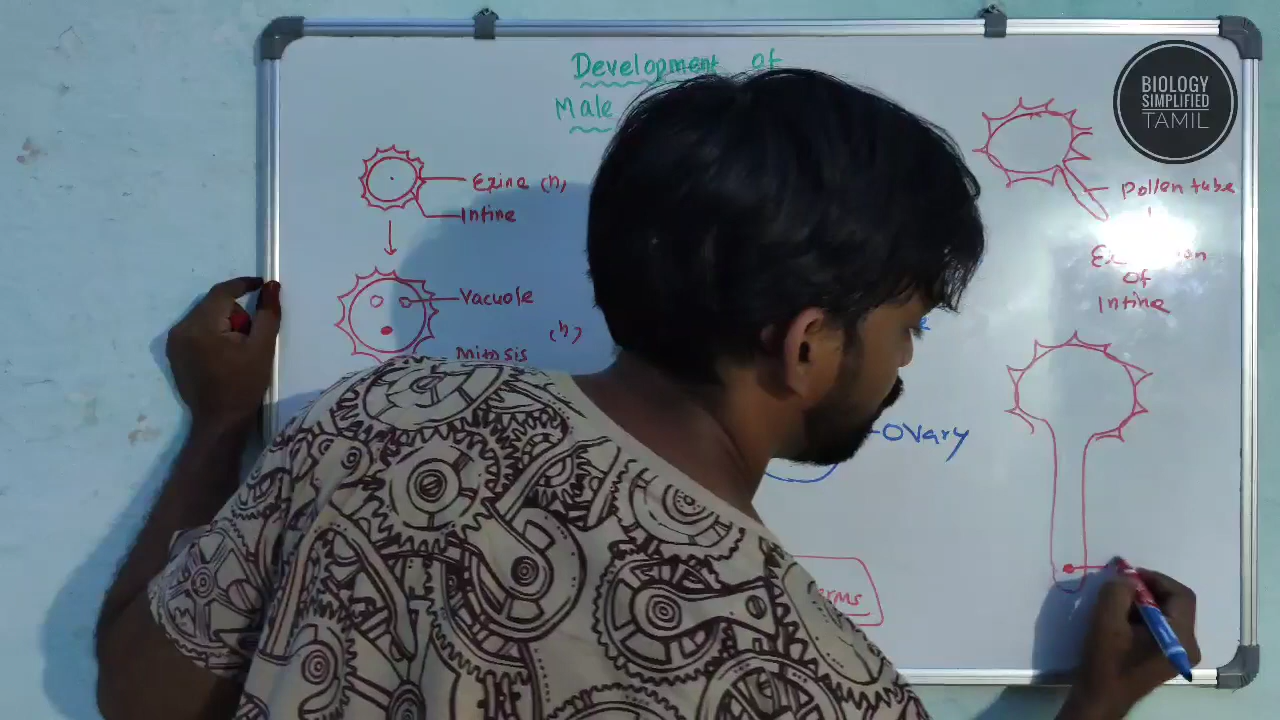 Development of
Male
BIOLOGY
SIMPLIFIED
TAMIL
Exine (n)
Intine
Vacuole
(n)
Mitosis
Pollen tube
of
Intine
Ovary